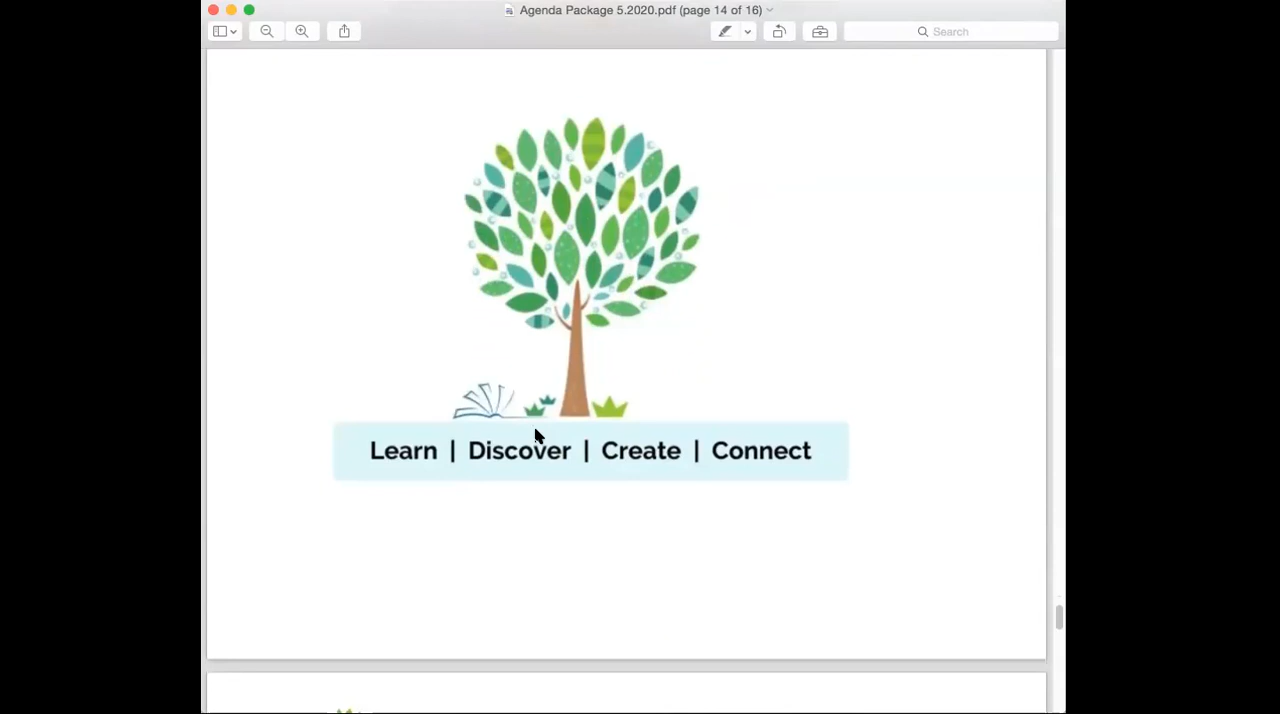 Agenda Package 5.2020.pdf (page 14 of 16)
Search
Learn | Discover | Create | Connect